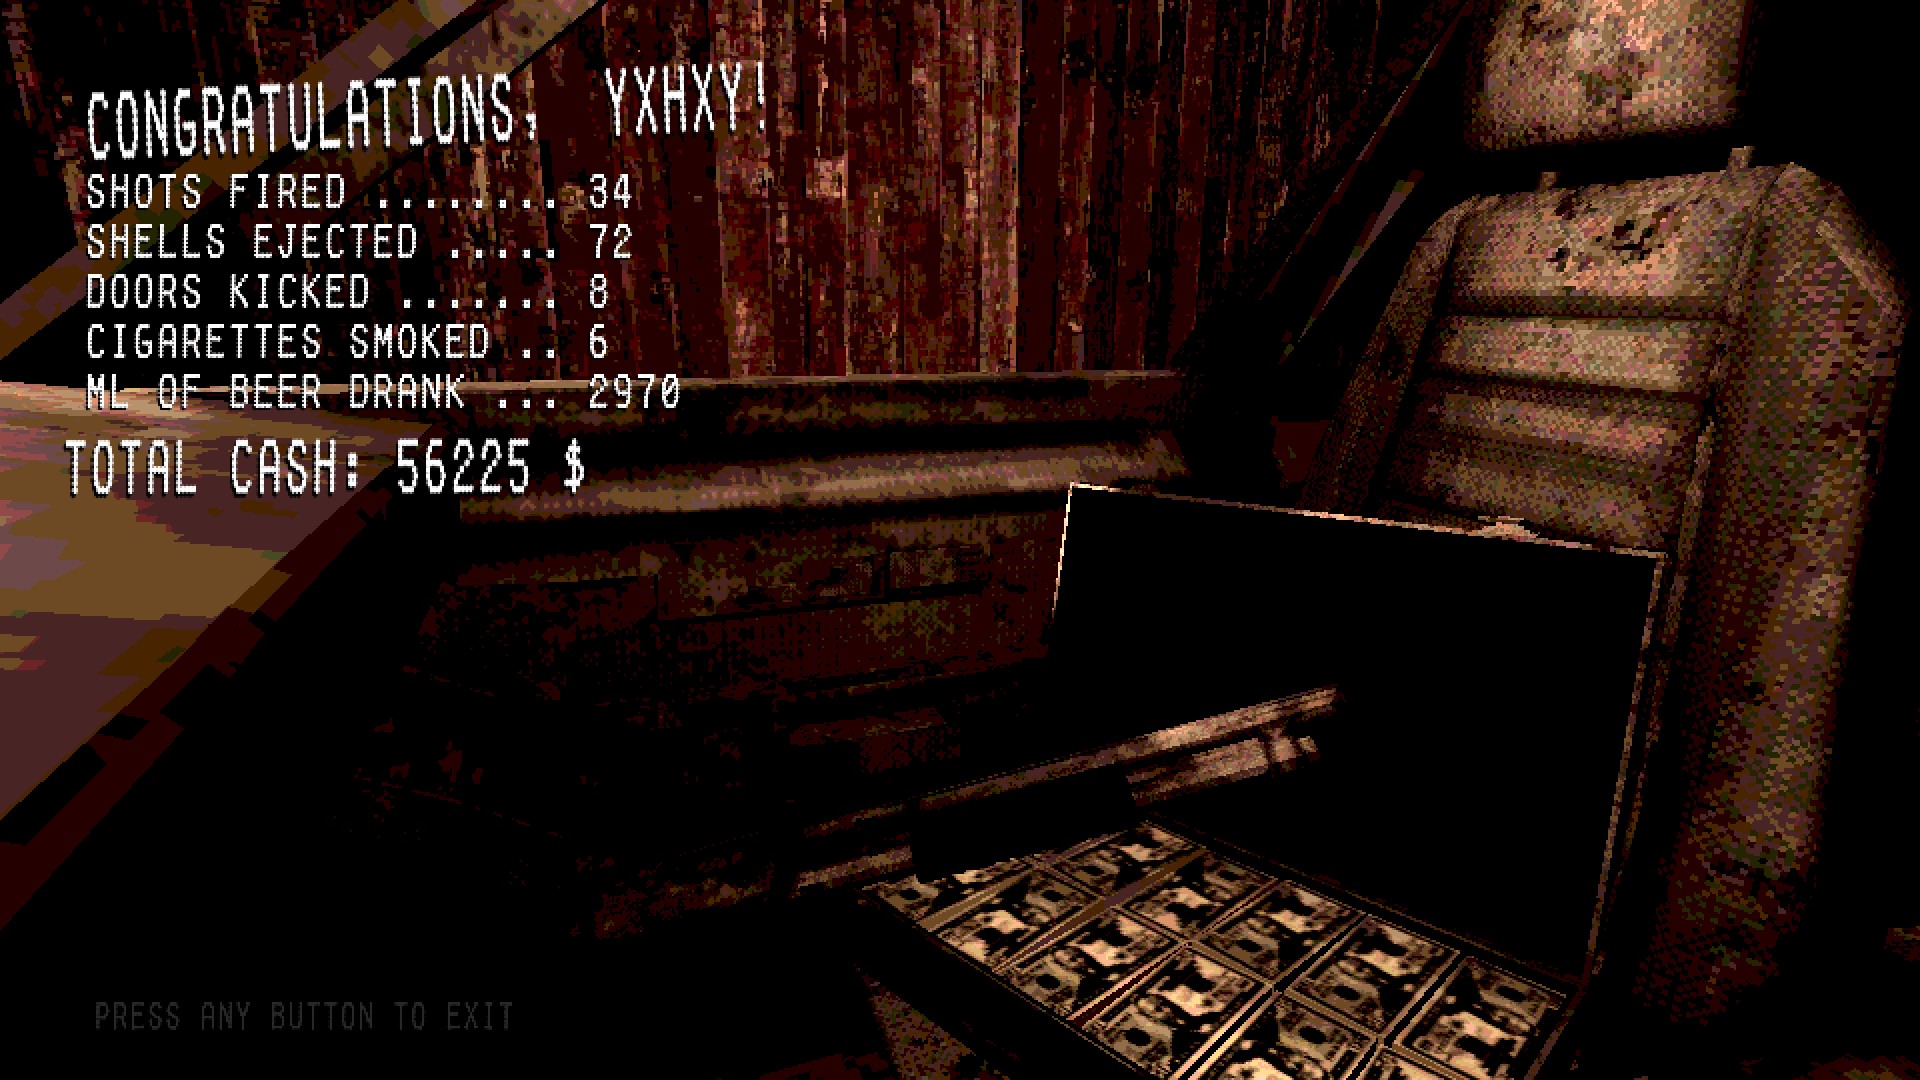 CONGRATULATIONS, YXHXY!
SHOTS FIRED ........ 34
SHELLS EJECTED ..... 72
DOORS KICKED ....... 8
CIGARETTES SMOKED .. 6
ML OF BEER DRANK ... 2970
TOTAL CASH: 56225 $
PRESS ANY BUTTON TO EXIT